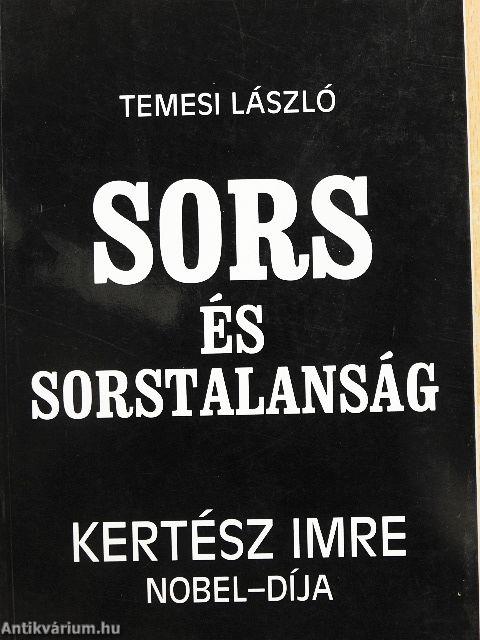 TEMESI LÁSZLÓ
SORS
ÉS
SORSTALANSÁG
KERTÉSZ IMRE
NOBEL–DÍJA
Antikvárium.hu